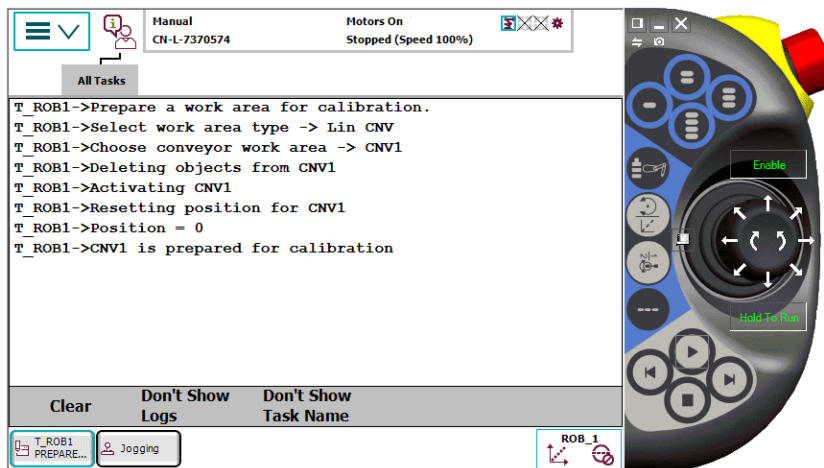 Manual
CN-L-7370574
Motors On
Stopped (Speed 100%)
All Tasks
T_ROB1->Prepare a work area for calibration.
T_ROB1->Select work area type -> Lin CNV
T_ROB1->Choose conveyor work area -> CNV1
T_ROB1->Deleting objects from CNV1
T_ROB1->Activating CNV1
T_ROB1->Resetting position for CNV1
T_ROB1->Position = 0
T_ROB1->CNV1 is prepared for calibration
Clear
Don't Show
Logs
Don't Show
Task Name
T_ROB1
PREPARE...
Jogging
ROB_1
Enable
Hold To Run